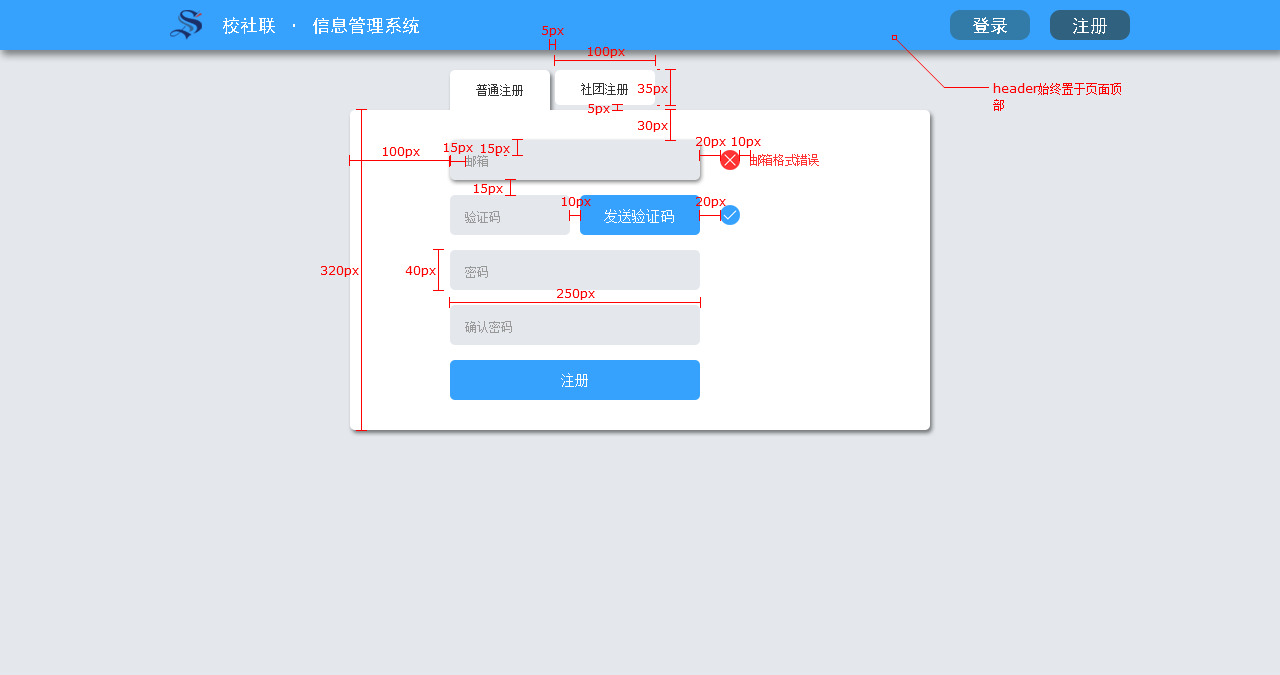 校社联 · 信息管理系统
登录
注册
5px
100px
普通注册
社团注册
35px
header始终置于页面顶
部
5px
30px
100px
15px
15px
邮箱
20px
10px
邮箱格式错误
15px
验证码
10px
发送验证码
20px
320px
40px
密码
250px
确认密码
注册